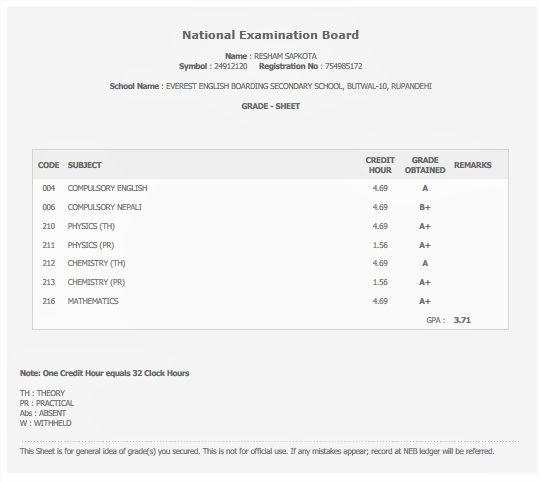 National Examination Board
Name : RESHAM SAPKOTA
Symbol : 24912120 Registration No : 754985172
School Name : EVEREST ENGLISH BOARDING SECONDARY SCHOOL, BUTWAL-10, RUPANDEHI
GRADE - SHEET
CODE SUBJECT CREDIT HOUR GRADE OBTAINED REMARKS
004 COMPULSORY ENGLISH 4.69 A
006 COMPULSORY NEPALI 4.69 B+
210 PHYSICS (TH) 4.69 A+
211 PHYSICS (PR) 1.56 A+
212 CHEMISTRY (TH) 4.69 A
213 CHEMISTRY (PR) 1.56 A+
216 MATHEMATICS 4.69 A+
GPA : 3.71
Note: One Credit Hour equals 32 Clock Hours
TH : THEORY
PR : PRACTICAL
Abs : ABSENT
W : WITHHELD
This Sheet is for general idea of grade(s) you secured. This is not for official use. If any mistakes appear; record at NEB ledger will be referred.